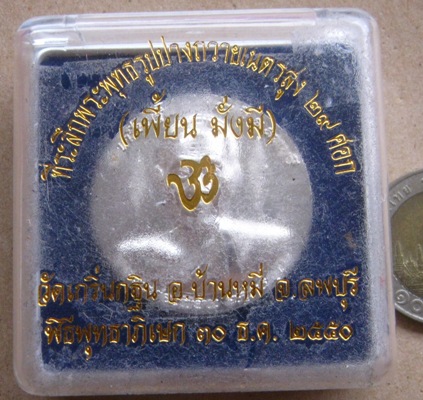 ที่ระลึกพระพุทธรูปปางถวายเนตรสูง ๒๙ ศอก
(เพี้ยน มั่งมี)
วัดเกริ่นกฐิน อ.บ้านหมี่ จ.ลพบุรี
พิธีพุทธาภิเษก ๓๐ ธ.ค. ๒๕๕๐